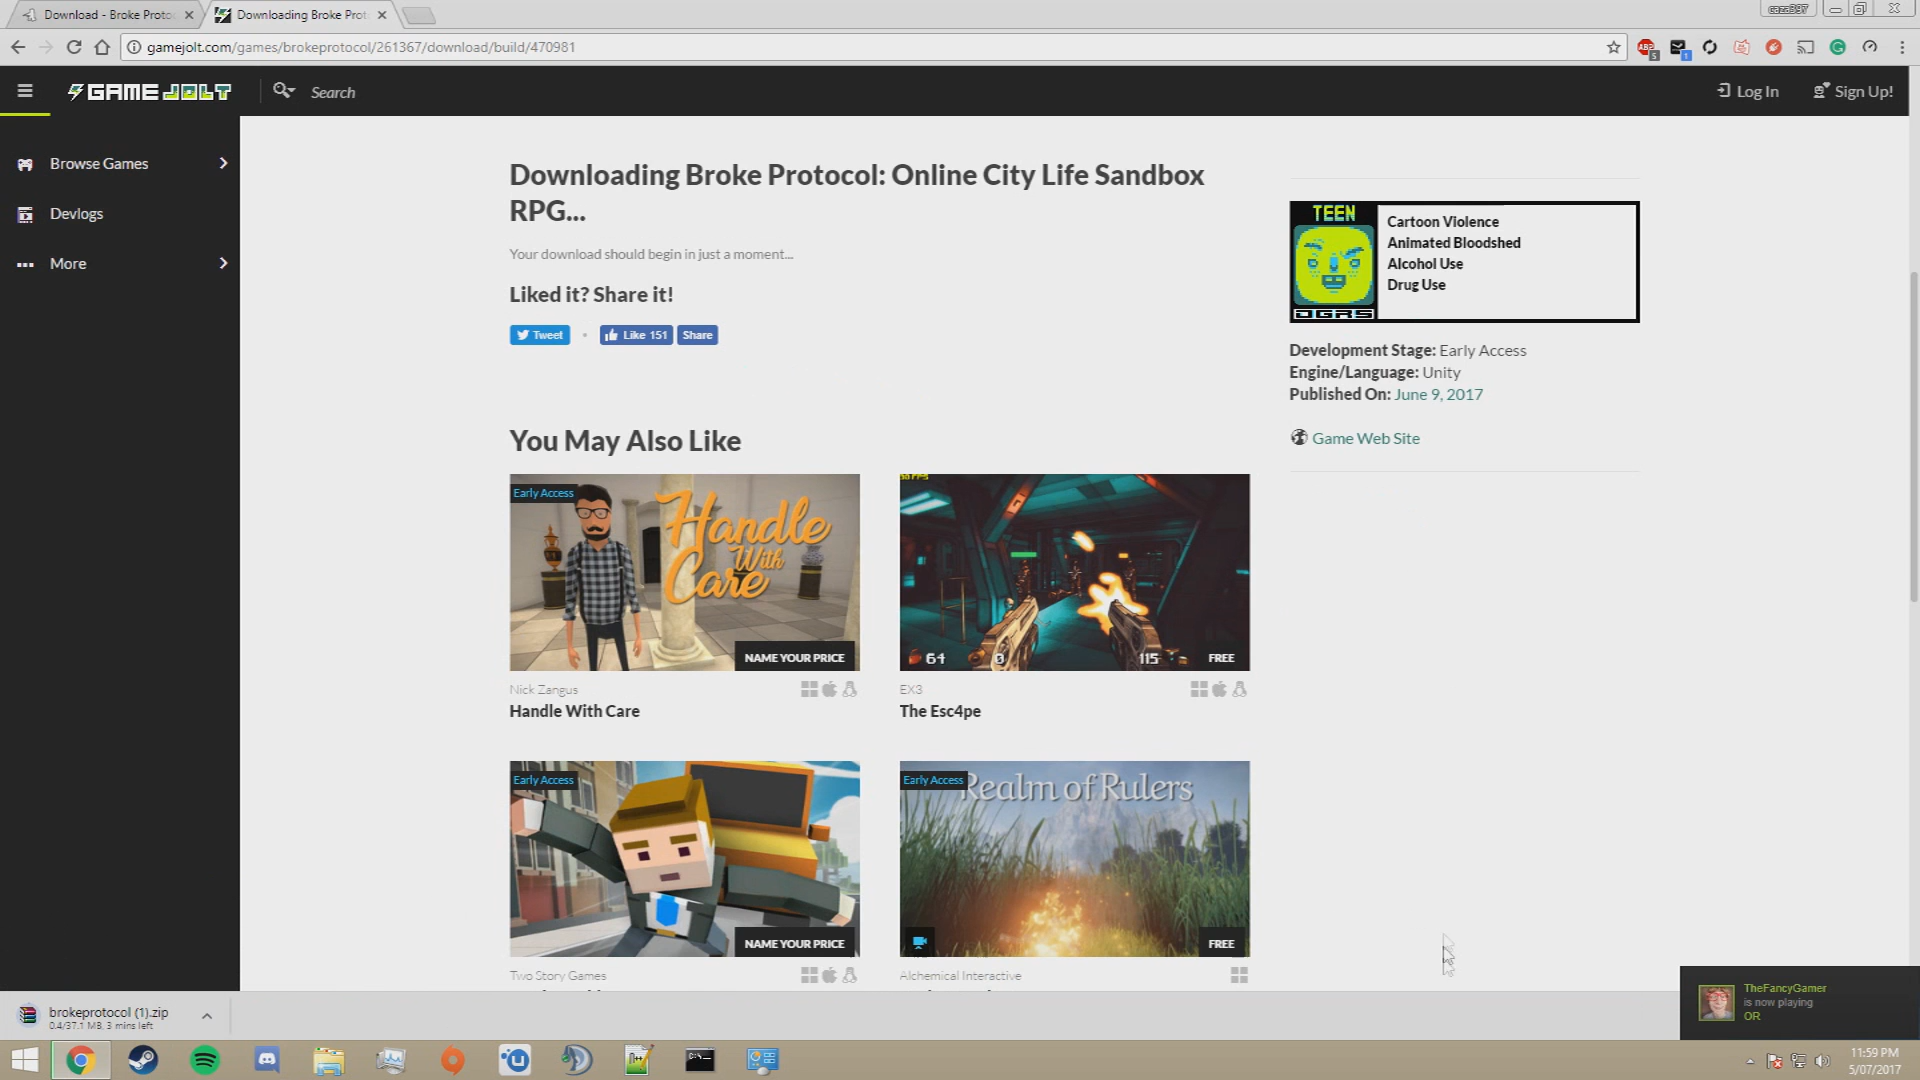 Download - Broke Protoc
Downloading Broke Prot
caza397
gamejolt.com/games/brokeprotocol/261367/download/build/470981
ABP
5
1
GAME JOLT
Search
Log In
Sign Up!
Browse Games
Devlogs
More
Downloading Broke Protocol: Online City Life Sandbox
RPG...
Your download should begin in just a moment...
Liked it? Share it!
Tweet
Like 151
Share
TEEN
DGRS
Cartoon Violence
Animated Bloodshed
Alcohol Use
Drug Use
Development Stage: Early Access
Engine/Language: Unity
Published On: June 9, 2017
Game Web Site
You May Also Like
Early Access
Handle
With
Care
NAME YOUR PRICE
Nick Zangus
Handle With Care
64
0
115
FREE
EX3
The Esc4pe
Early Access
NAME YOUR PRICE
Two Story Games
Early Access
Realm of Rulers
FREE
Alchemical Interactive
TheFancyGamer
is now playing
OR
brokeprotocol (1).zip
0.4/37.1 MB, 3 mins left
11:59 PM
5/07/2017